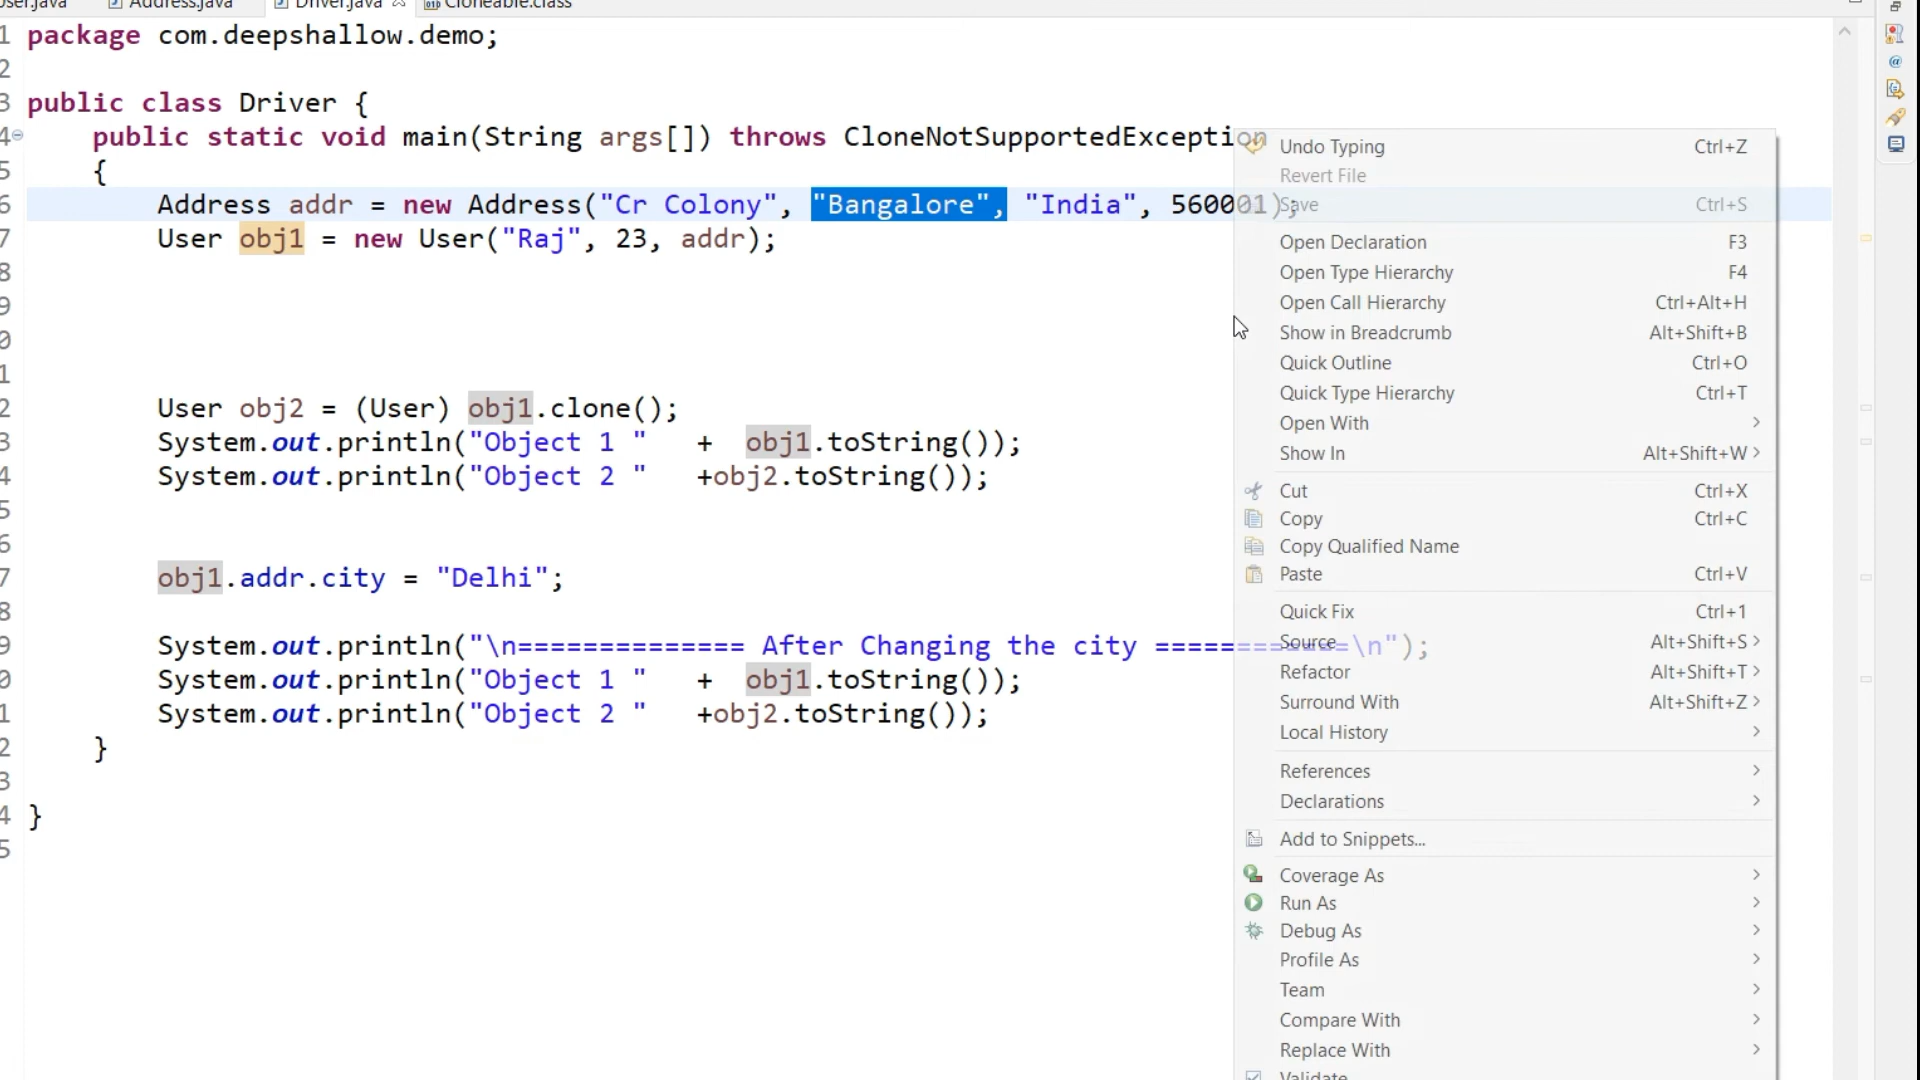 User.java Address.java Driver.java Cloneable.class
1 package com.deepshallow.demo;
2
3 public class Driver {
4 public static void main(String args[]) throws CloneNotSupportedException
5 {
6 Address addr = new Address("Cr Colony", "Bangalore", "India", 560001);
7 User obj1 = new User("Raj", 23, addr);
8
9
0
1
2 User obj2 = (User) obj1.clone();
3 System.out.println("Object 1 " + obj1.toString());
4 System.out.println("Object 2 " +obj2.toString());
5
6
7 obj1.addr.city = "Delhi";
8
9 System.out.println("\n============== After Changing the city ============\n");
0 System.out.println("Object 1 " + obj1.toString());
1 System.out.println("Object 2 " +obj2.toString());
2 }
3
4 }
5
Undo Typing Ctrl+Z
Revert File
Save Ctrl+S
Open Declaration F3
Open Type Hierarchy F4
Open Call Hierarchy Ctrl+Alt+H
Show in Breadcrumb Alt+Shift+B
Quick Outline Ctrl+O
Quick Type Hierarchy Ctrl+T
Open With
Show In Alt+Shift+W
Cut Ctrl+X
Copy Ctrl+C
Copy Qualified Name
Paste Ctrl+V
Quick Fix Ctrl+1
Source Alt+Shift+S
Refactor Alt+Shift+T
Surround With Alt+Shift+Z
Local History
References
Declarations
Add to Snippets...
Coverage As
Run As
Debug As
Profile As
Team
Compare With
Replace With
Validate